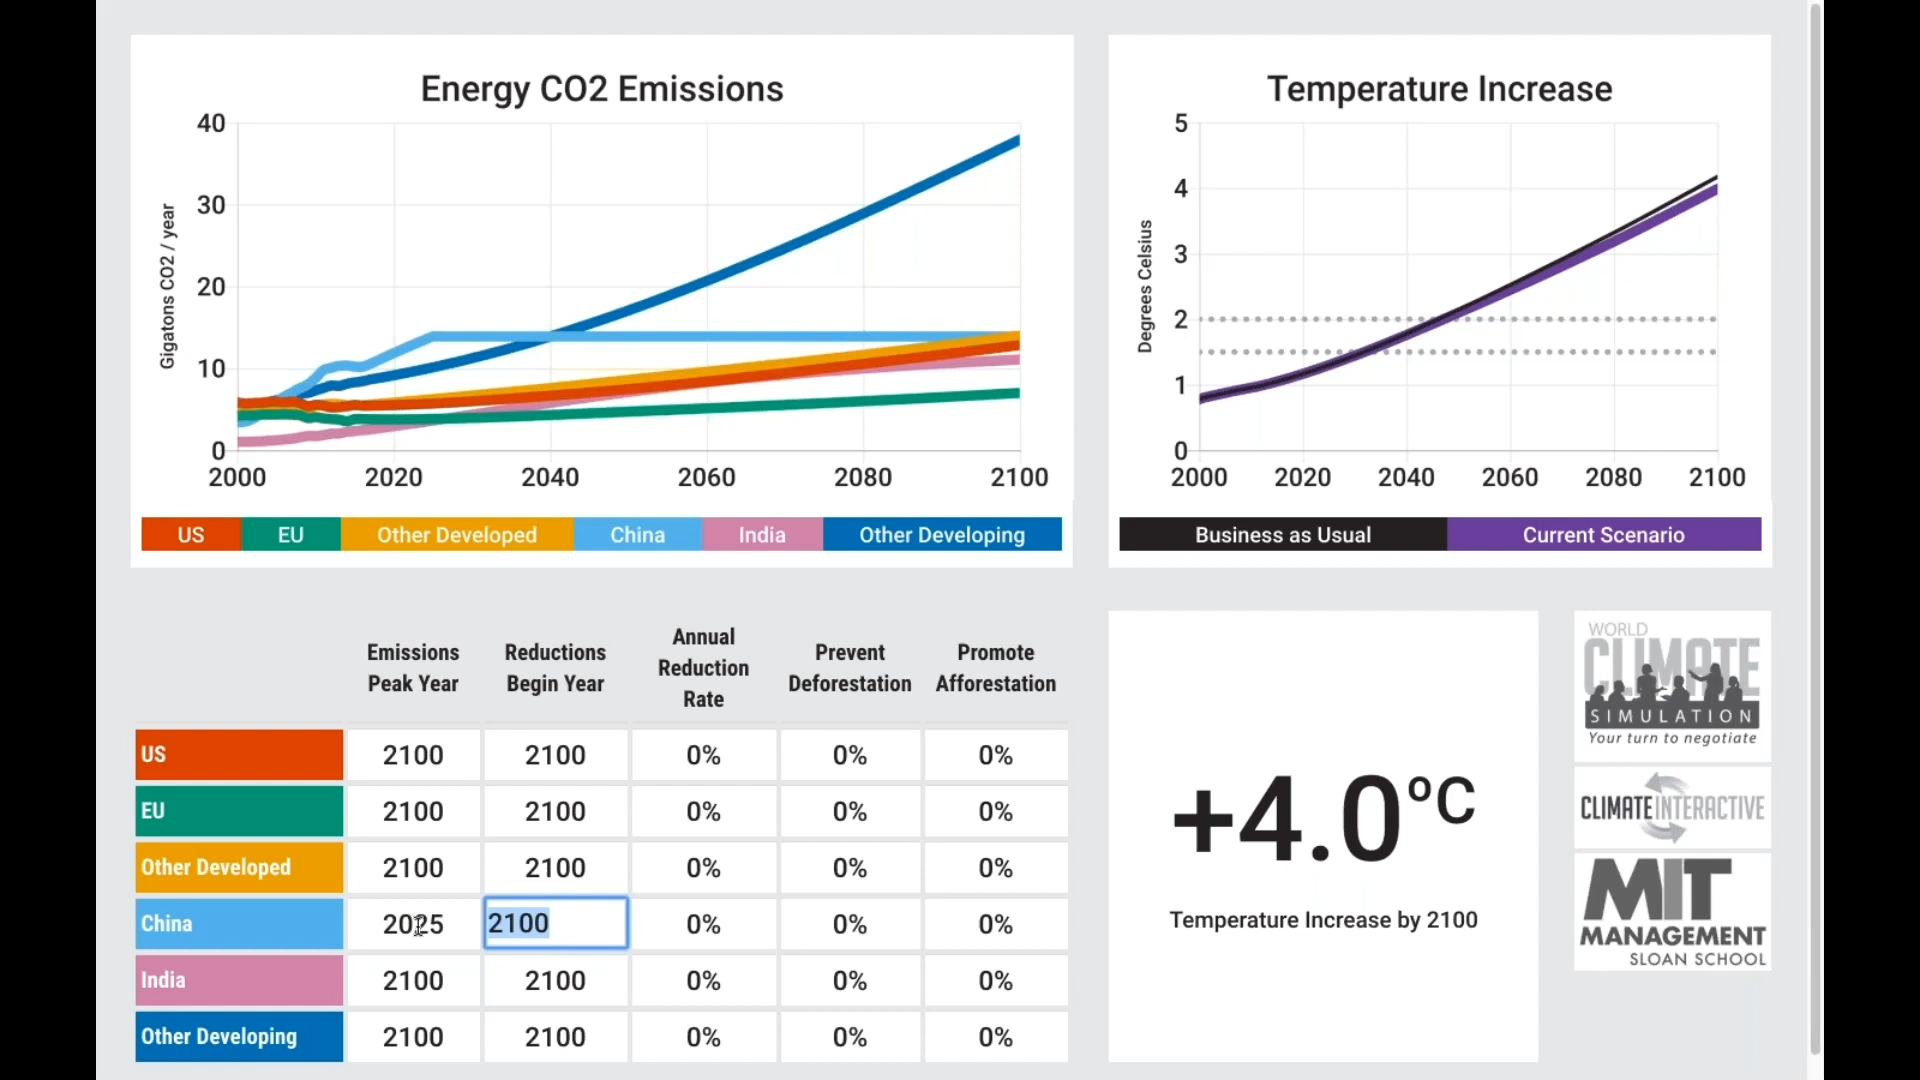 Energy CO2 Emissions
Gigatons CO2 / year
40
30
20
10
0
2000 2020 2040 2060 2080 2100
US EU Other Developed China India Other Developing
Temperature Increase
Degrees Celsius
5
4
3
2
1
0
2000 2020 2040 2060 2080 2100
Business as Usual Current Scenario
Emissions Peak Year
Reductions Begin Year
Annual Reduction Rate
Prevent Deforestation
Promote Afforestation
US 2100 2100 0% 0% 0%
EU 2100 2100 0% 0% 0%
Other Developed 2100 2100 0% 0% 0%
China 2025 2100 0% 0% 0%
India 2100 2100 0% 0% 0%
Other Developing 2100 2100 0% 0% 0%
+4.0°C
Temperature Increase by 2100
WORLD
CLIMATE
SIMULATION
Your turn to negotiate
CLIMATE INTERACTIVE
MIT
MANAGEMENT
SLOAN SCHOOL